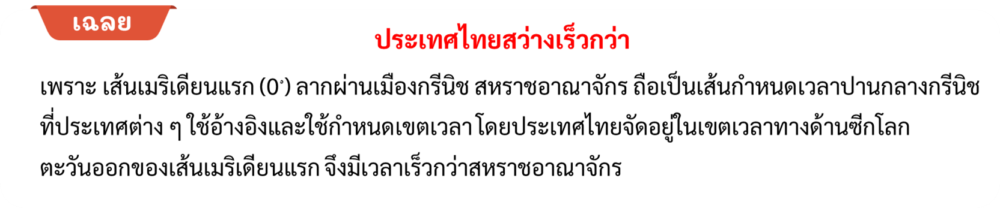 เฉลย
ประเทศไทยสว่างเร็วกว่า
เพราะ เส้นเมริเดียนแรก (0°) ลากผ่านเมืองกรีนิช สหราชอาณาจักร ถือเป็นเส้นกำหนดเวลาปานกลางกรีนิช
ที่ประเทศต่าง ๆ ใช้อ้างอิงและใช้กำหนดเขตเวลา โดยประเทศไทยจัดอยู่ในเขตเวลาทางด้านซีกโลก
ตะวันออกของเส้นเมริเดียนแรก จึงมีเวลาเร็วกว่าสหราชอาณาจักร